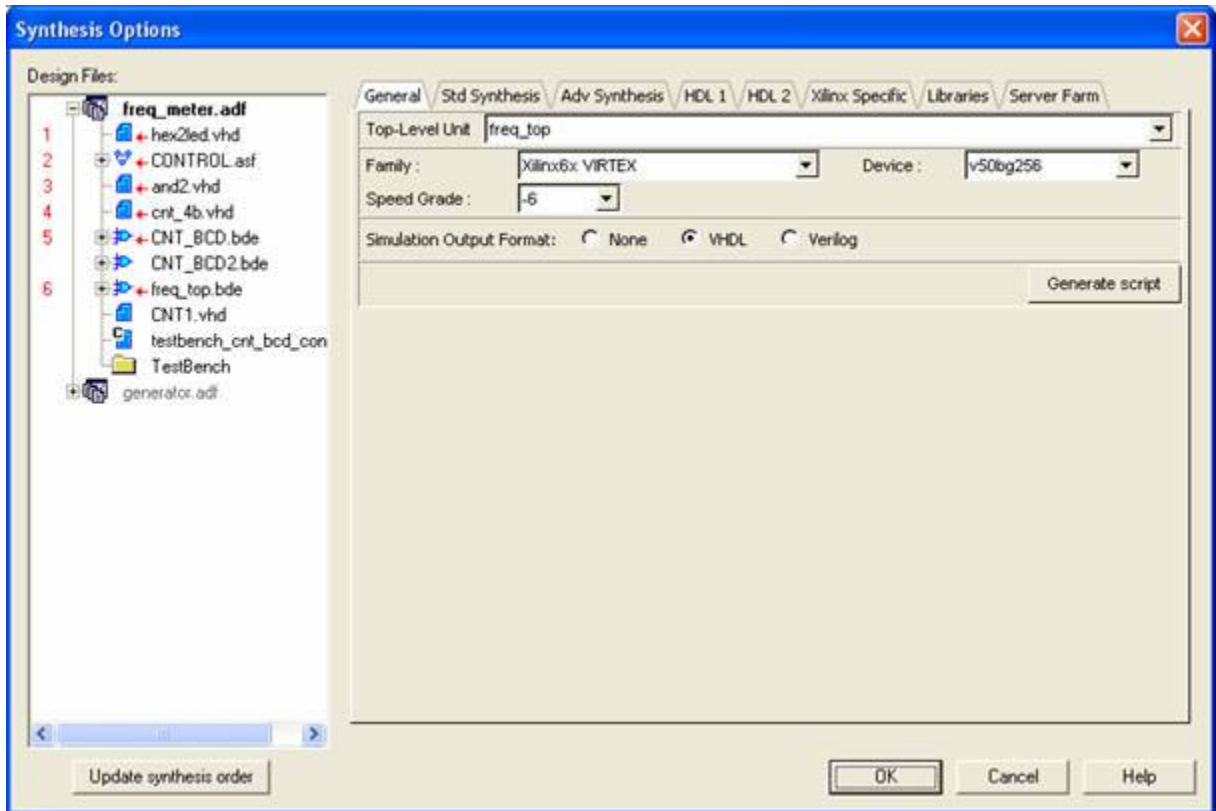 Synthesis Options
Design Files:
freq_meter.adf
1 hex2led.vhd
2 CONTROL.asf
3 and2.vhd
4 cnt_4b.vhd
5 CNT_BCD.bde
CNT_BCD2.bde
6 freq_top.bde
CNT1.vhd
testbench_cnt_bcd_con
TestBench
generator.adf
Update synthesis order
General Std Synthesis Adv Synthesis HDL 1 HDL 2 Xilinx Specific Libraries Server Farm
Top-Level Unit freq_top
Family : Xilinx6x VIRTEX Device : v50bg256
Speed Grade : -6
Simulation Output Format: None VHDL Verilog
Generate script
OK Cancel Help